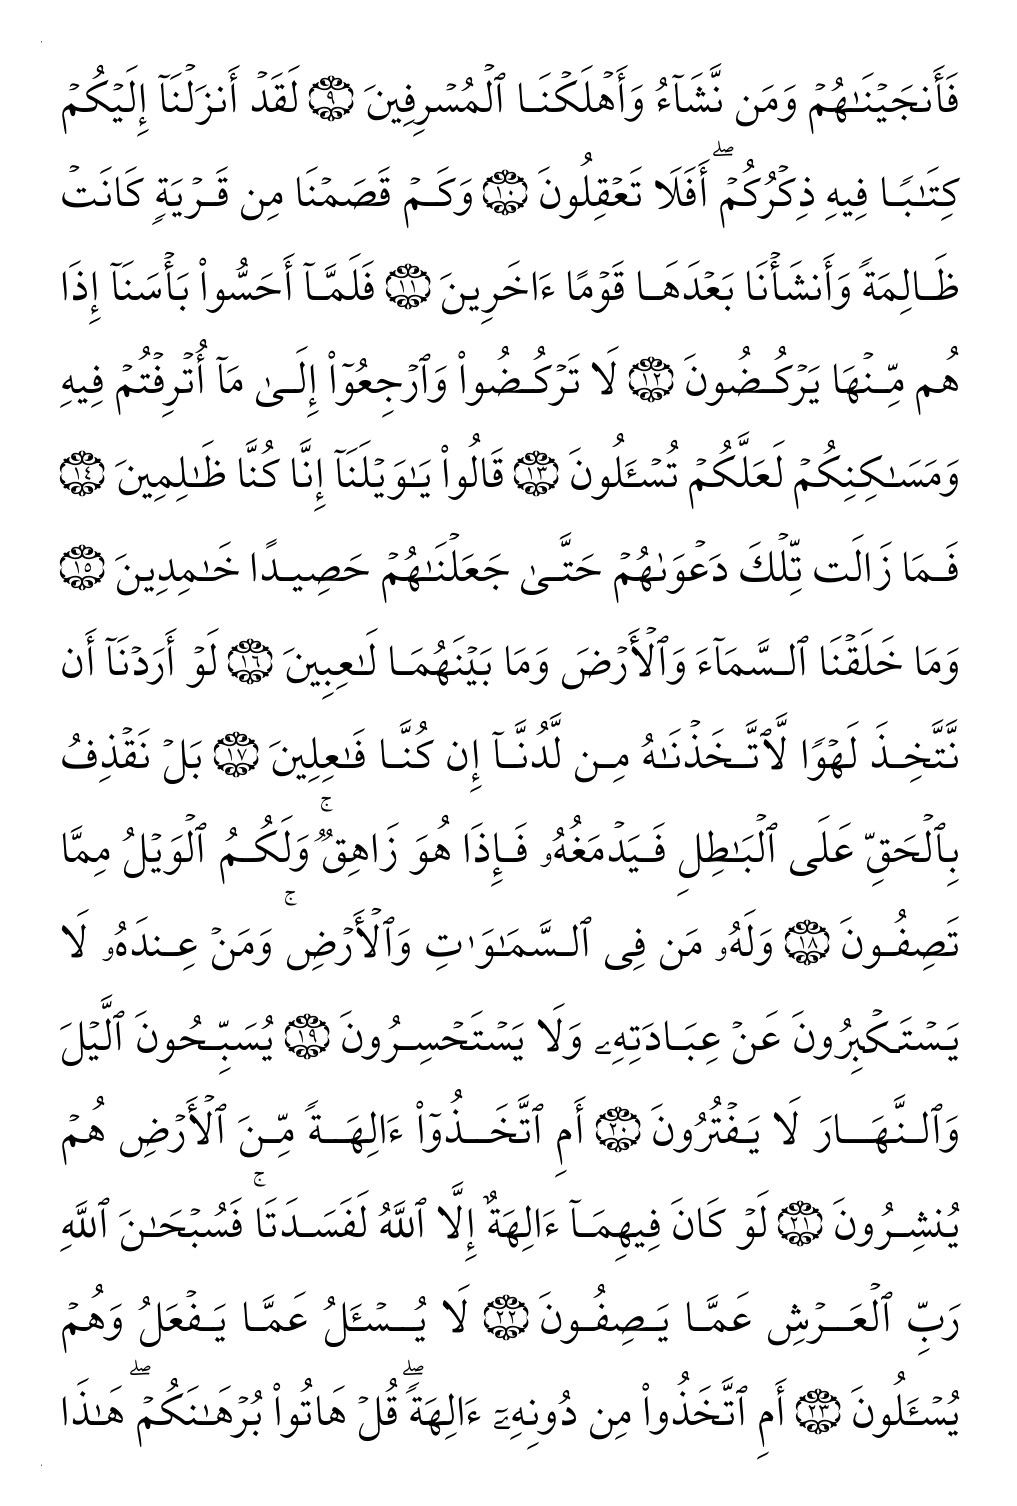 فَأَنجَيۡنَٰهُمۡ وَمَن نَّشَآءُ وَأَهۡلَكۡنَا ٱلۡمُسۡرِفِينَ ٩ لَقَدۡ أَنزَلۡنَآ إِلَيۡكُمۡ
كِتَٰبٗا فِيهِ ذِكۡرُكُمۡۚ أَفَلَا تَعۡقِلُونَ ١٠ وَكَمۡ قَصَمۡنَا مِن قَرۡيَةٖ كَانَتۡ
ظَالِمَةٗ وَأَنشَأۡنَا بَعۡدَهَا قَوۡمًا ءَاخَرِينَ ١١ فَلَمَّآ أَحَسُّواْ بَأۡسَنَآ إِذَا
هُم مِّنۡهَا يَرۡكُضُونَ ١٢ لَا تَرۡكُضُواْ وَٱرۡجِعُوٓاْ إِلَىٰ مَآ أُتۡرِفۡتُمۡ فِيهِ
وَمَسَٰكِنِكُمۡ لَعَلَّكُمۡ تُسۡـَٔلُونَ ١٣ قَالُواْ يَٰوَيۡلَنَآ إِنَّا كُنَّا ظَٰلِمِينَ ١٤
فَمَا زَالَت تِّلۡكَ دَعۡوَىٰهُمۡ حَتَّىٰ جَعَلۡنَٰهُمۡ حَصِيدًا خَٰمِدِينَ ١٥
وَمَا خَلَقۡنَا ٱلسَّمَآءَ وَٱلۡأَرۡضَ وَمَا بَيۡنَهُمَا لَٰعِبِينَ ١٦ لَوۡ أَرَدۡنَآ أَن
نَّتَّخِذَ لَهۡوٗا لَّٱتَّخَذۡنَٰهُ مِن لَّدُنَّآ إِن كُنَّا فَٰعِلِينَ ١٧ بَلۡ نَقۡذِفُ
بِٱلۡحَقِّ عَلَى ٱلۡبَٰطِلِ فَيَدۡمَغُهُۥ فَإِذَا هُوَ زَاهِقٞۚ وَلَكُمُ ٱلۡوَيۡلُ مِمَّا
تَصِفُونَ ١٨ وَلَهُۥ مَن فِي ٱلسَّمَٰوَٰتِ وَٱلۡأَرۡضِۚ وَمَنۡ عِندَهُۥ لَا
يَسۡتَكۡبِرُونَ عَنۡ عِبَادَتِهِۦ وَلَا يَسۡتَحۡسِرُونَ ١٩ يُسَبِّحُونَ ٱلَّيۡلَ
وَٱلنَّهَارَ لَا يَفۡتُرُونَ ٢٠ أَمِ ٱتَّخَذُوٓاْ ءَالِهَةٗ مِّنَ ٱلۡأَرۡضِ هُمۡ
يُنشِرُونَ ٢١ لَوۡ كَانَ فِيهِمَآ ءَالِهَةٌ إِلَّا ٱللَّهُ لَفَسَدَتَاۚ فَسُبۡحَٰنَ ٱللَّهِ
رَبِّ ٱلۡعَرۡشِ عَمَّا يَصِفُونَ ٢٢ لَا يُسۡـَٔلُ عَمَّا يَفۡعَلُ وَهُمۡ
يُسۡـَٔلُونَ ٢٣ أَمِ ٱتَّخَذُواْ مِن دُونِهِۦٓ ءَالِهَةٗۖ قُلۡ هَاتُواْ بُرۡهَٰنَكُمۡۖ هَٰذَا